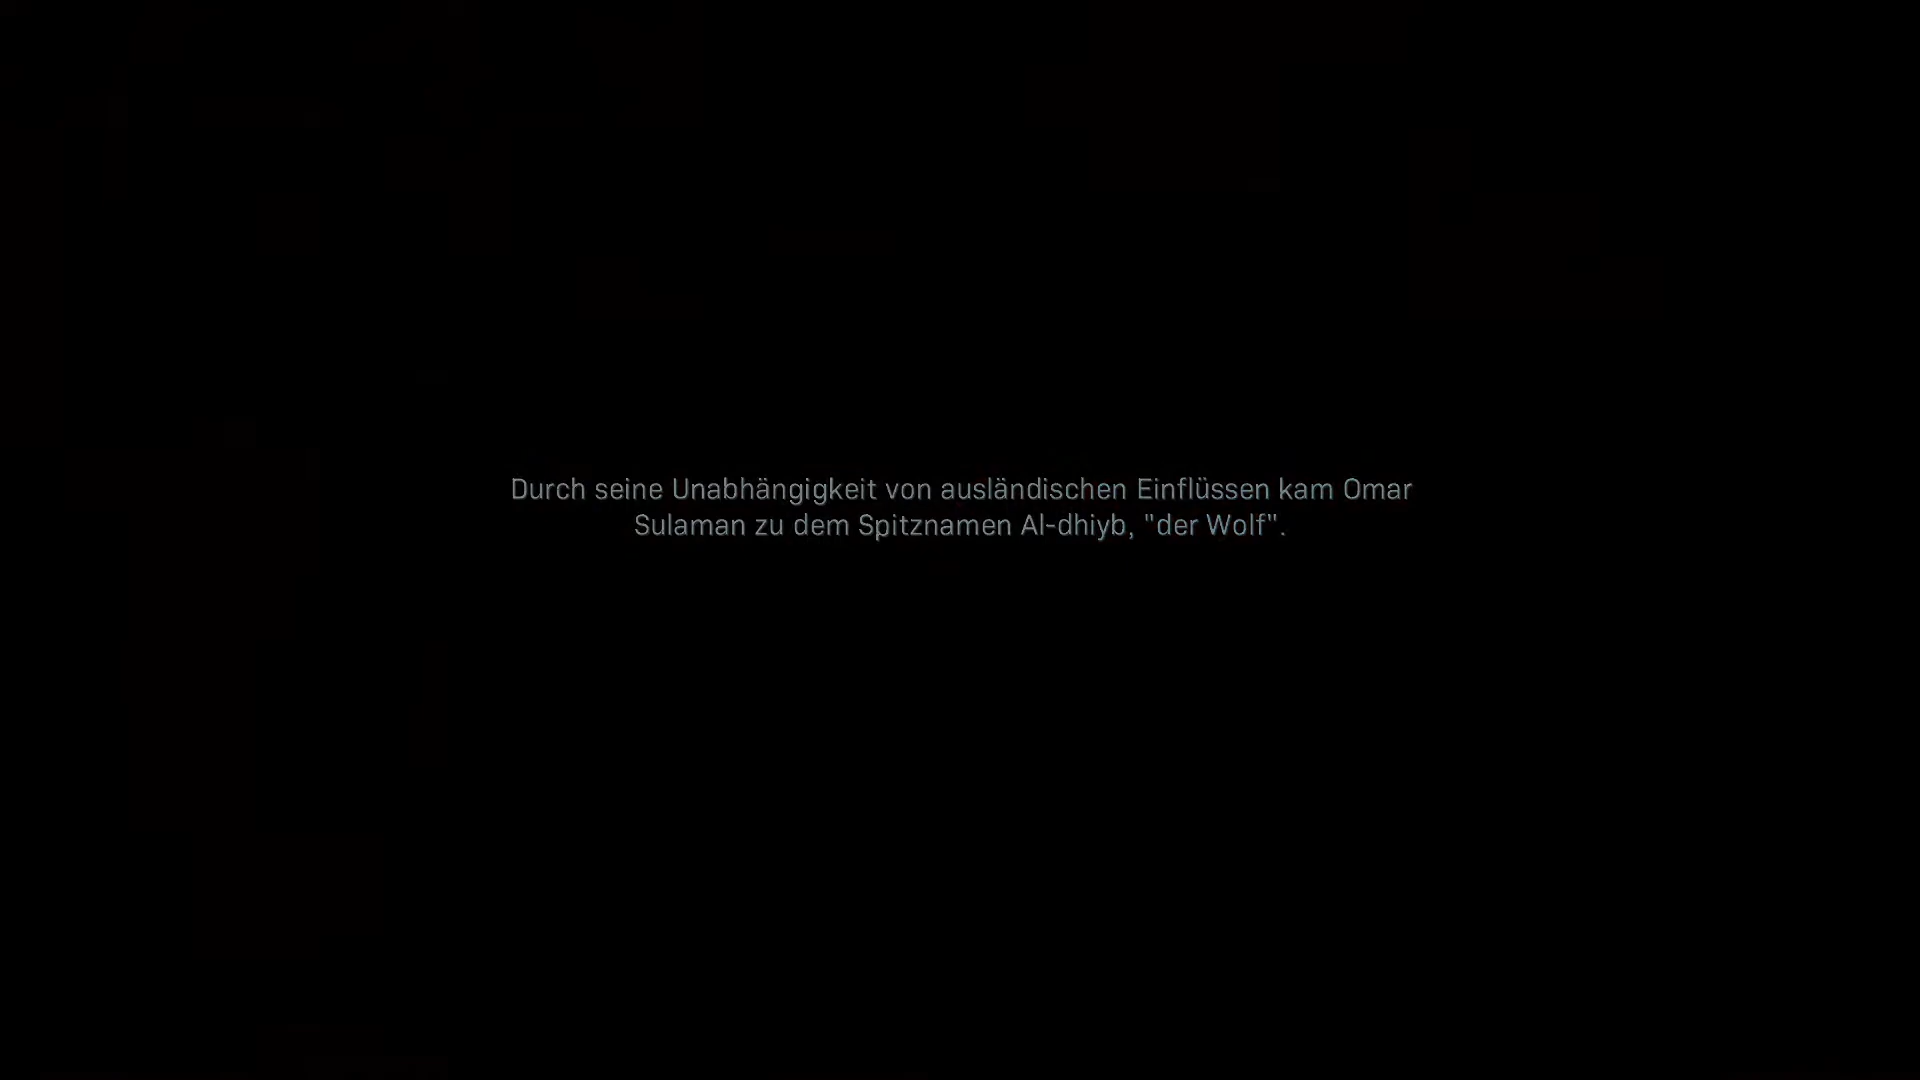 Durch seine Unabhängigkeit von ausländischen Einflüssen kam Omar
Sulaman zu dem Spitznamen Al-dhiyb, "der Wolf".